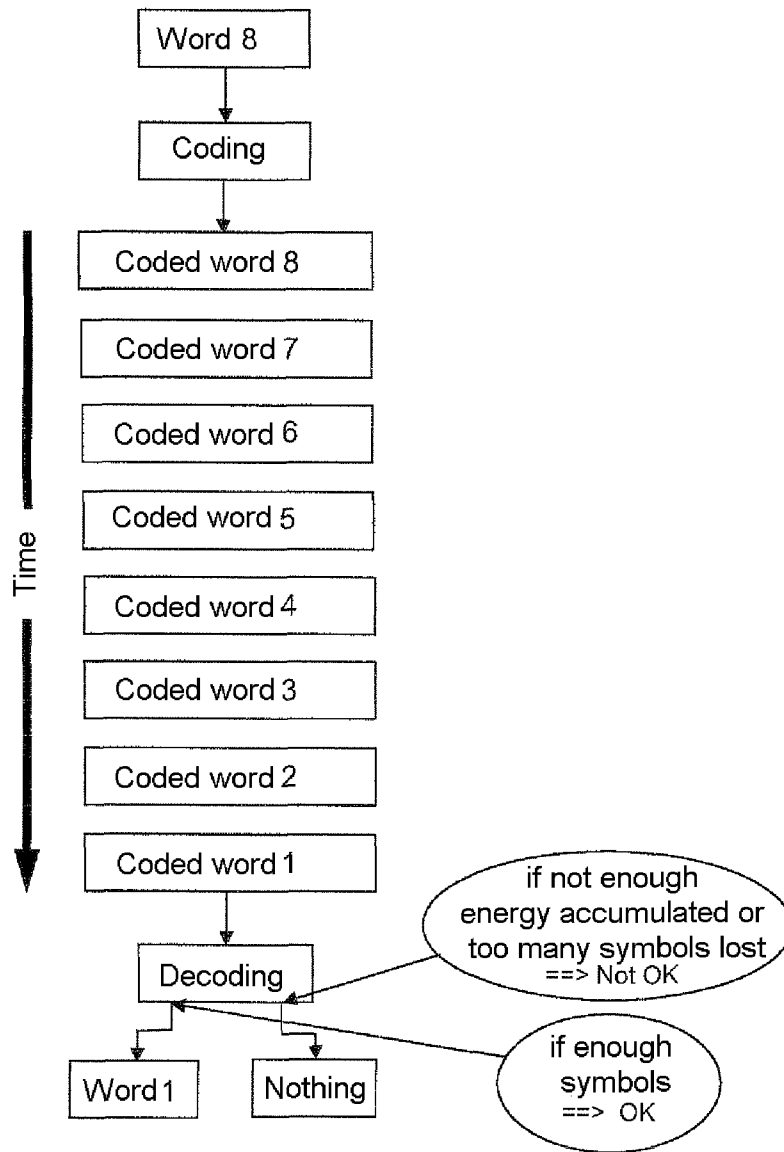 Word 8
Coding
Coded word 8
Coded word 7
Coded word 6
Coded word 5
Coded word 4
Coded word 3
Coded word 2
Coded word 1
Time
if not enough
energy accumulated or
too many symbols lost
==> Not OK
Decoding
if enough
symbols
==> OK
Word 1
Nothing